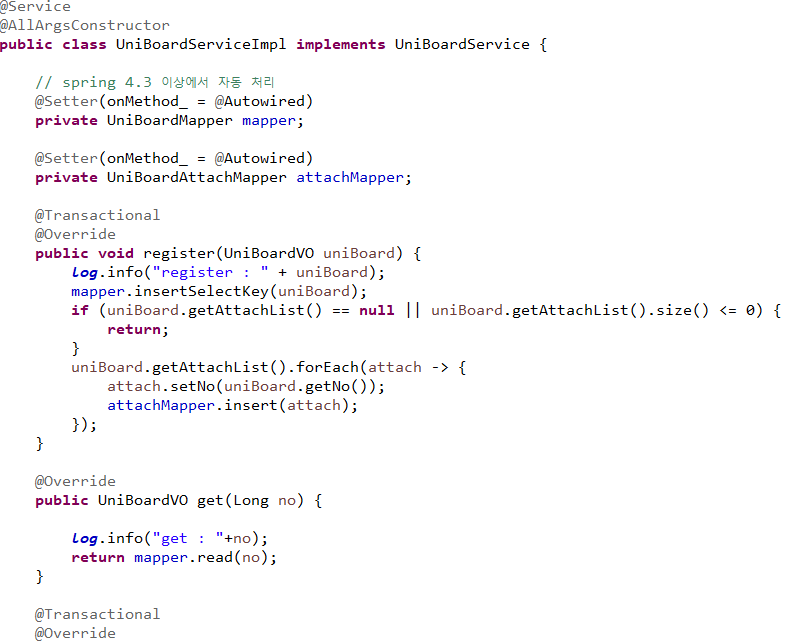 @Service
@AllArgsConstructor
public class UniBoardServiceImpl implements UniBoardService {
// spring 4.3 이상에서 자동 처리
@Setter(onMethod_ = @Autowired)
private UniBoardMapper mapper;
@Setter(onMethod_ = @Autowired)
private UniBoardAttachMapper attachMapper;
@Transactional
@Override
public void register(UniBoardVO uniBoard) {
log.info("register : " + uniBoard);
mapper.insertSelectKey(uniBoard);
if (uniBoard.getAttachList() == null || uniBoard.getAttachList().size() <= 0) {
return;
}
uniBoard.getAttachList().forEach(attach -> {
attach.setNo(uniBoard.getNo());
attachMapper.insert(attach);
});
}
@Override
public UniBoardVO get(Long no) {
log.info("get : "+no);
return mapper.read(no);
}
@Transactional
@Override